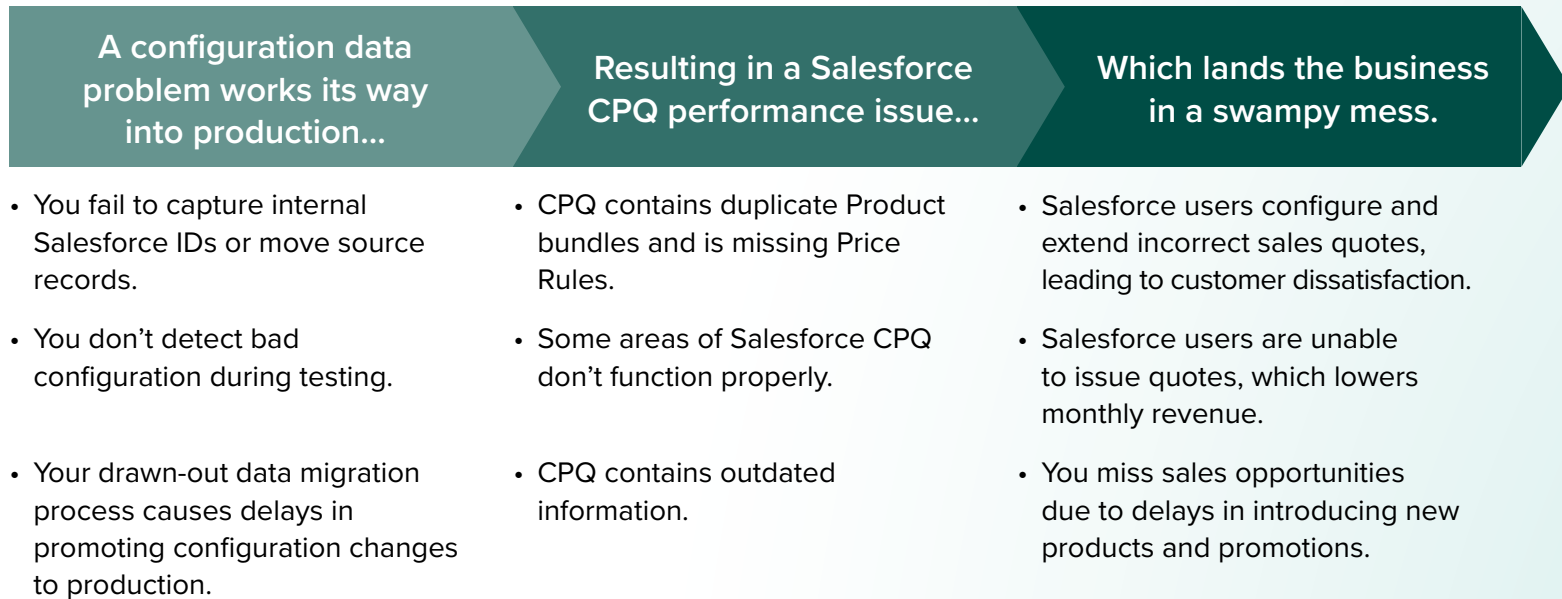 A configuration data
problem works its way
into production...
Resulting in a Salesforce
CPQ performance issue...
Which lands the business
in a swampy mess.
• You fail to capture internal
Salesforce IDs or move source
records.
• CPQ contains duplicate Product
bundles and is missing Price
Rules.
• Salesforce users configure and
extend incorrect sales quotes,
leading to customer dissatisfaction.
• You don’t detect bad
configuration during testing.
• Some areas of Salesforce CPQ
don’t function properly.
• Salesforce users are unable
to issue quotes, which lowers
monthly revenue.
• Your drawn-out data migration
process causes delays in
promoting configuration changes
to production.
• CPQ contains outdated
information.
• You miss sales opportunities
due to delays in introducing new
products and promotions.